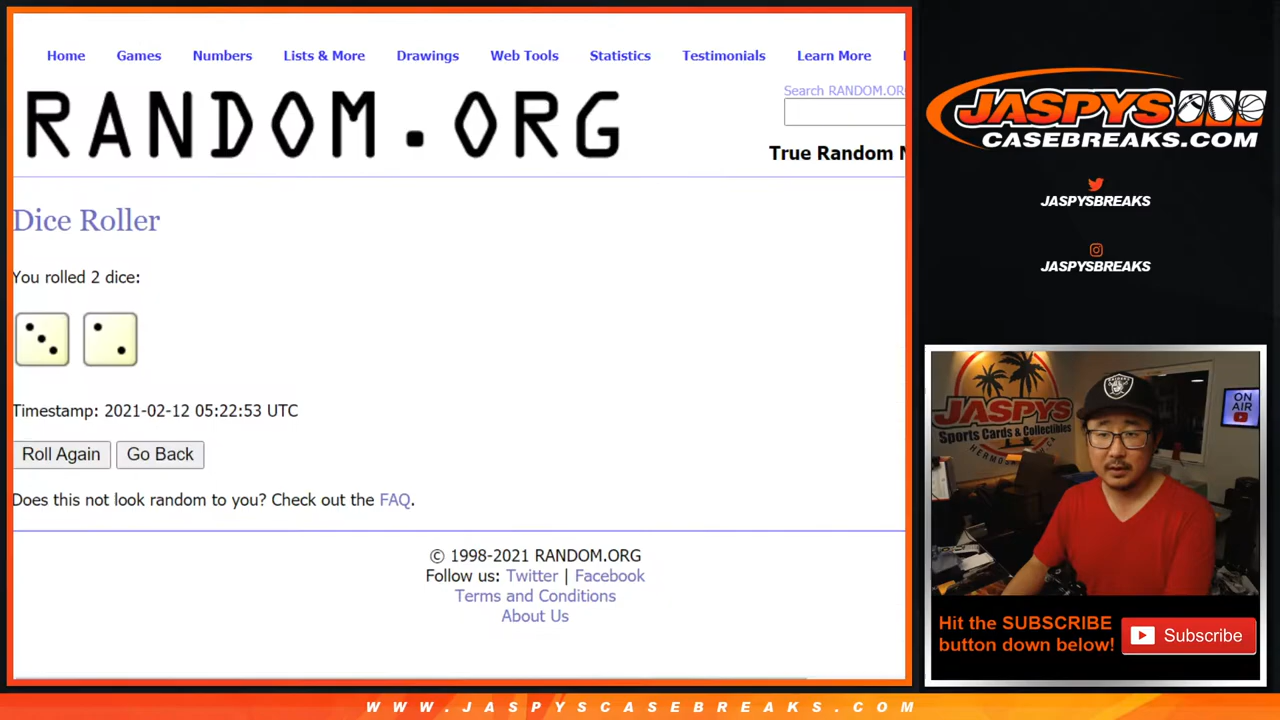 Home Games Numbers Lists & More Drawings Web Tools Statistics Testimonials Learn More
RANDOM.ORG
Search RANDOM.OR
True Random
Dice Roller
You rolled 2 dice:
Timestamp: 2021-02-12 05:22:53 UTC
Roll Again Go Back
Does this not look random to you? Check out the FAQ.
© 1998-2021 RANDOM.ORG
Follow us: Twitter | Facebook
Terms and Conditions
About Us
JASPYS
CASEBREAKS.COM
JASPYSBREAKS
JASPYSBREAKS
JASPYS
Sports Cards & Collectibles
ON
AIR
RAIDERS
Hit the SUBSCRIBE
button down below!
Subscribe
WWW.JASPYSCASEBREAKS.COM